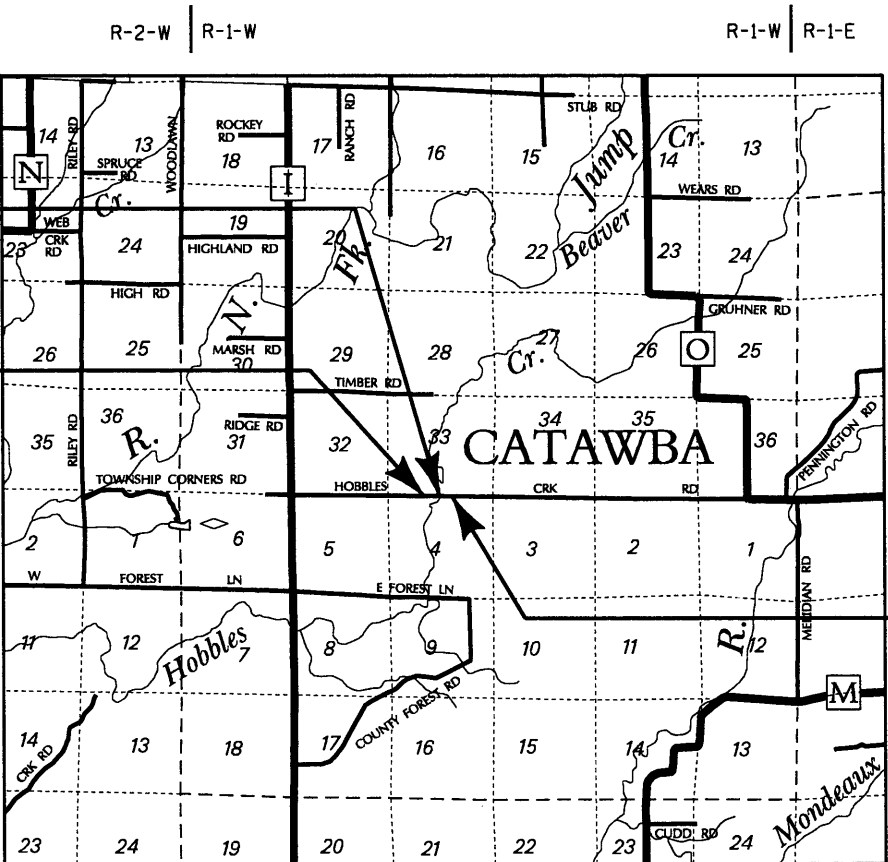 R-2-W R-1-W R-1-W R-1-E
STUB RD
14 RILEY RD 13 WOODLAWN ROCKEY RD 18 17 RANCH RD 16 15 Jump Cr. 14 13
N SPRUCE RD I WEARS RD
Cr.
WEB CRK RD 19 20 Fk. 21 22 Beaver 23 24
23 24 HIGHLAND RD
HIGH RD N. GRUHNER RD
26 25 MARSH RD 30 29 28 Cr. 27 26 O 25
TIMBER RD
35 RILEY RD 36 R. RIDGE RD 31 32 33 34 35 36 PENNINGTON RD
CATAWBA
TOWNSHIP CORNERS RD HOBBLES CRK RD
2 1 6 5 4 3 2 1 MERIDIAN RD
W FOREST LN E FOREST LN
11 12 Hobbles 7 8 9 10 11 R. 12
COUNTY FOREST RD M
14 CRK RD 13 18 17 16 15 14 13
Mondeaux
CUDD RD
23 24 19 20 21 22 23 24